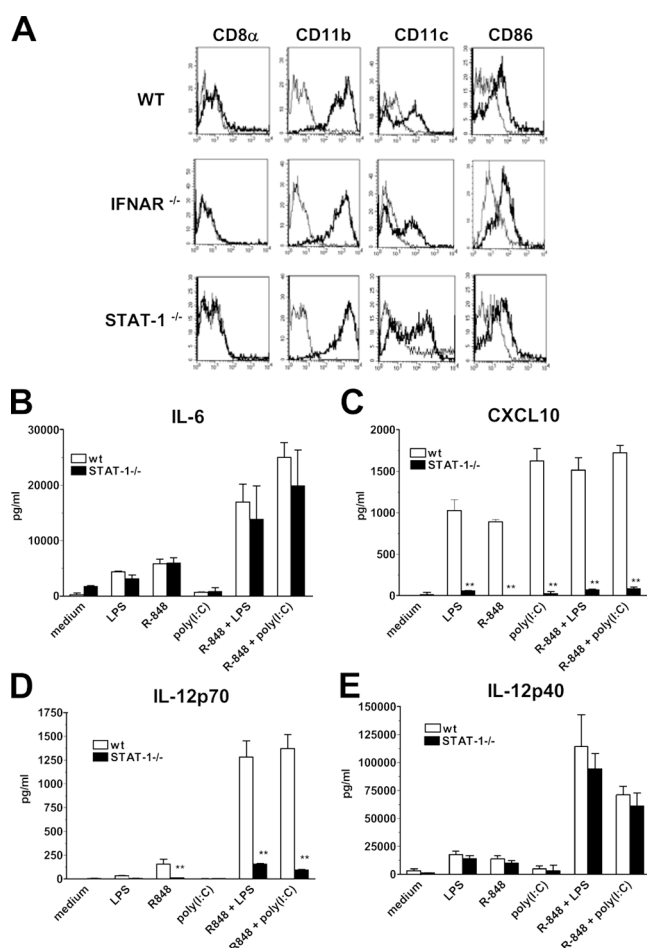 A
CD8α CD11b CD11c CD86
WT
IFNAR -/-
STAT-1 -/-
B
IL-6
30000
20000
10000
0
pg/ml
wt
STAT-1-/-
medium
LPS
R-848
poly(I:C)
R-848 + LPS
R-848 + poly(I:C)
C
CXCL10
2000
1500
1000
500
0
pg/ml
wt
STAT-1-/-
** ** ** ** **
medium
LPS
R-848
poly(I:C)
R-848 + LPS
R-848 + poly(I:C)
D
IL-12p70
1750
1500
1250
1000
750
500
250
0
pg/ml
wt
STAT-1-/-
** ** **
medium
LPS
R848
poly(I:C)
R848 + LPS
R848 + poly(I:C)
E
IL-12p40
150000
125000
100000
75000
50000
25000
0
pg/ml
wt
STAT-1-/-
medium
LPS
R-848
poly(I:C)
R-848 + LPS
R-848 + poly(I:C)